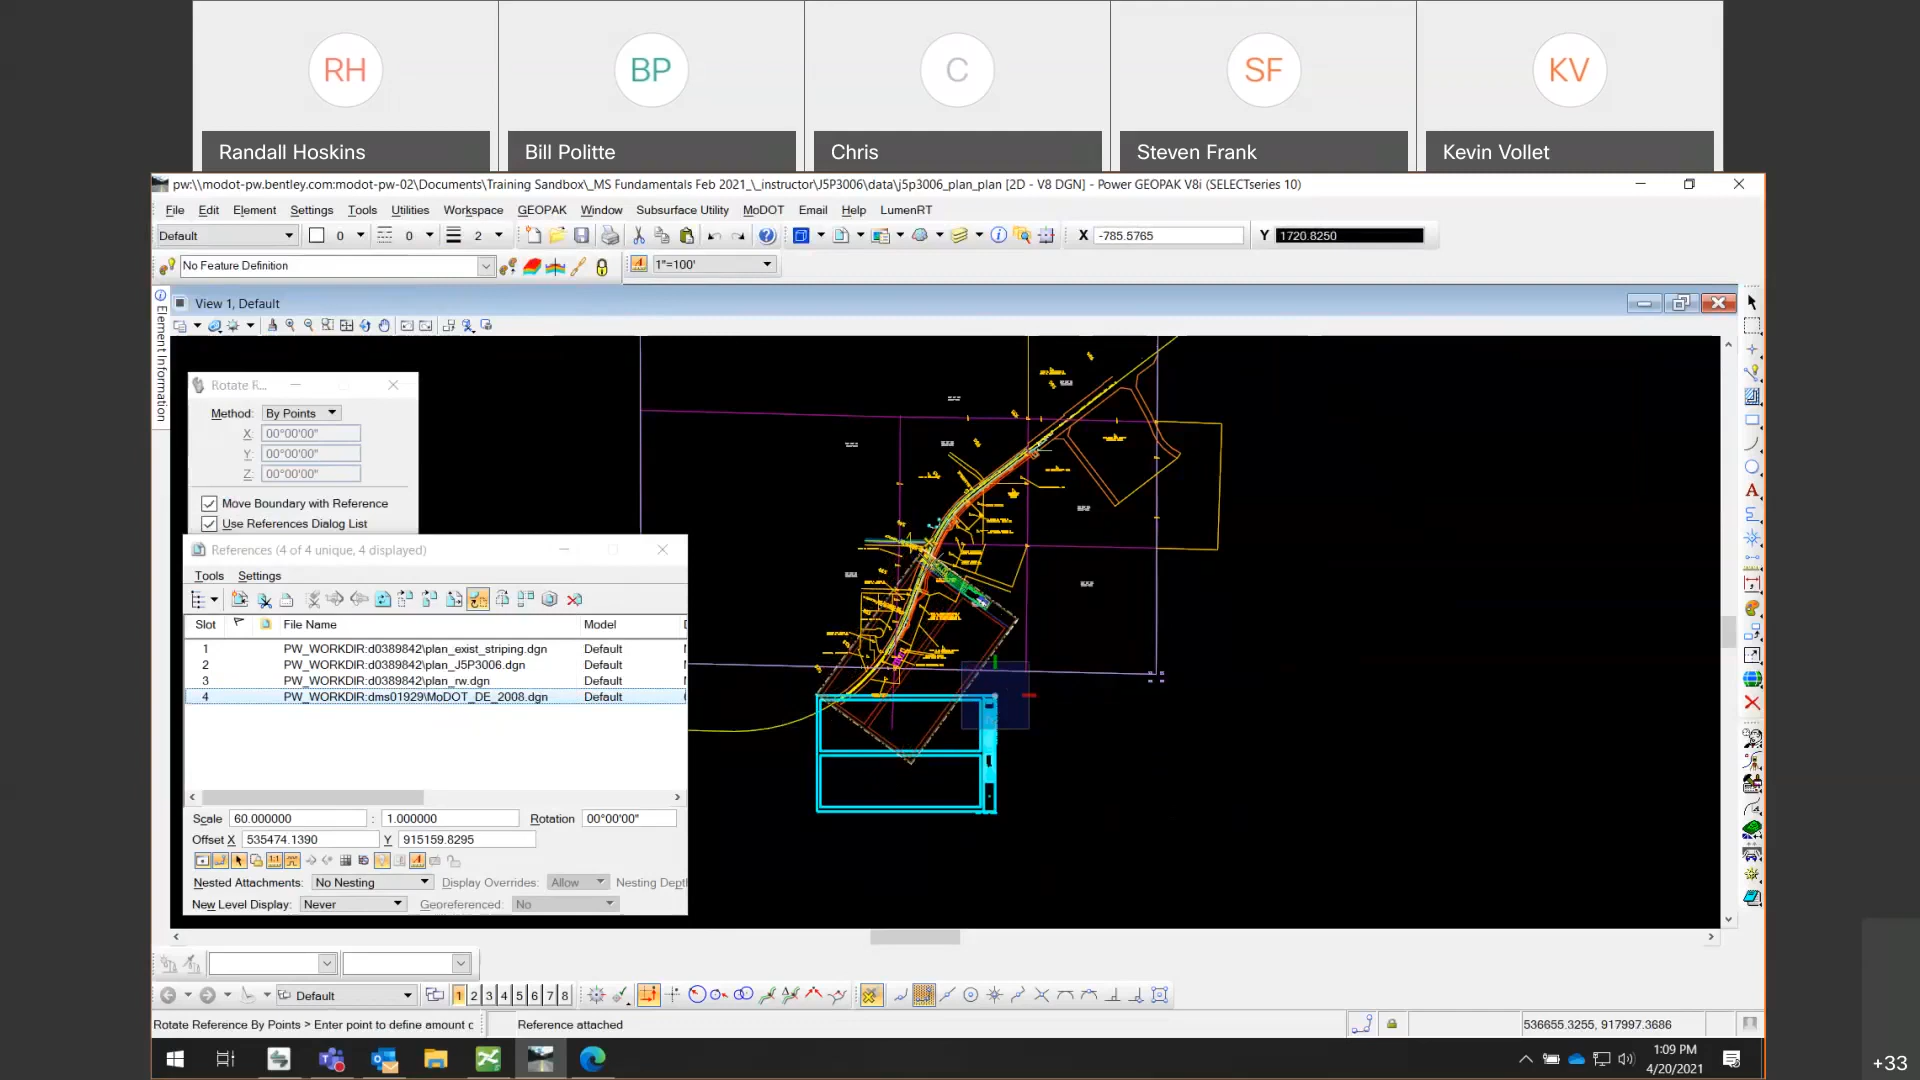 RH
BP
C
SF
KV
Randall Hoskins
Bill Politte
Chris
Steven Frank
Kevin Vollet
pw:\\modot-pw.bentley.com:modot-pw-02\Documents\Training Sandbox\_MS Fundamentals Feb 2021_\_instructor\J5P3006\data\j5p3006_plan_plan [2D - V8 DGN] - Power GEOPAK V8i (SELECTseries 10)
File Edit Element Settings Tools Utilities Workspace GEOPAK Window Subsurface Utility MoDOT Email Help LumenRT
Default 0 0 2 X -785.5765 Y 1720.8250
No Feature Definition 1"=100'
View 1, Default
Element Information
Rotate R...
Method: By Points
X: 00°00'00"
Y: 00°00'00"
Z: 00°00'00"
Move Boundary with Reference
Use References Dialog List
References (4 of 4 unique, 4 displayed)
Tools Settings
Slot File Name Model
1 PW_WORKDIR:d0389842\plan_exist_striping.dgn Default
2 PW_WORKDIR:d0389842\plan_J5P3006.dgn Default
3 PW_WORKDIR:d0389842\plan_rw.dgn Default
4 PW_WORKDIR:dms01929\MoDOT_DE_2008.dgn Default
Scale 60.000000 : 1.000000 Rotation 00°00'00"
Offset X 535474.1390 Y 915159.8295
Nested Attachments: No Nesting Display Overrides: Allow Nesting Dept
New Level Display: Never Georeferenced: No
Default 1 2 3 4 5 6 7 8
Rotate Reference By Points > Enter point to define amount c Reference attached 536655.3255, 917997.3686
1:09 PM
4/20/2021
+33